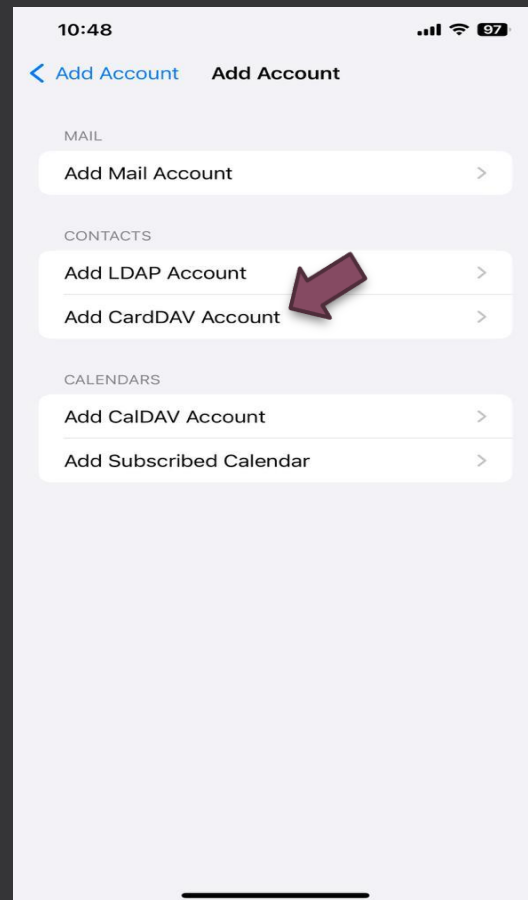 10:48 97
Add Account Add Account
MAIL
Add Mail Account
CONTACTS
Add LDAP Account
Add CardDAV Account
CALENDARS
Add CalDAV Account
Add Subscribed Calendar